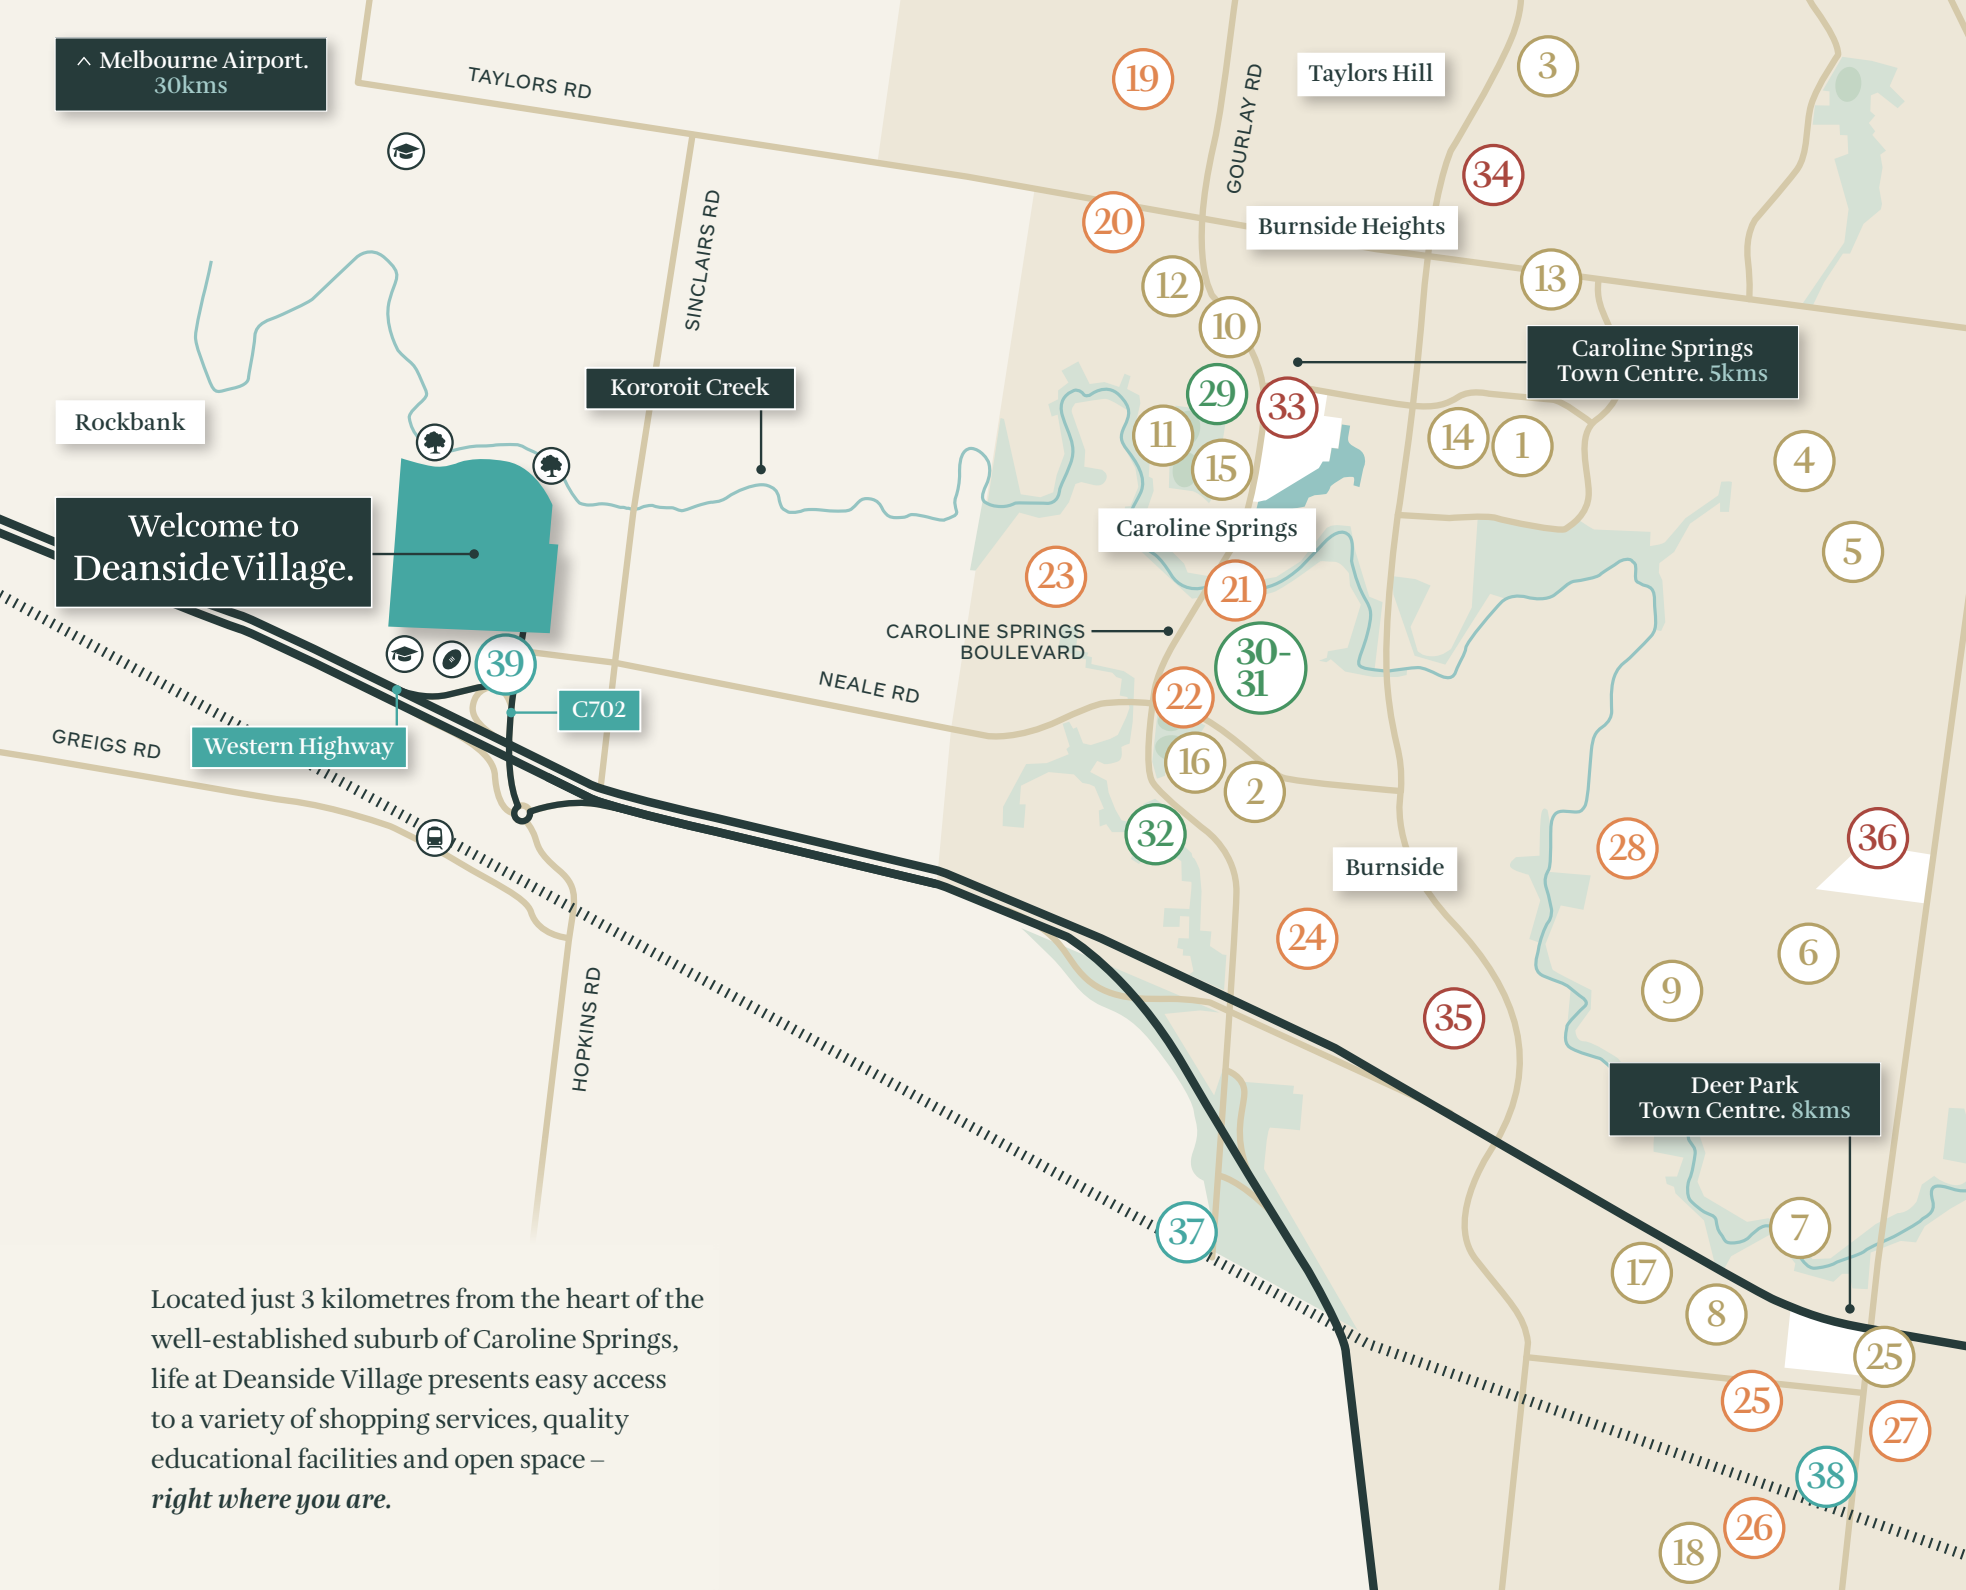 ^ Melbourne Airport.
30kms
TAYLORS RD
19
GOURLAY RD
Taylors Hill
3
34
SINCLAIRS RD
20
Burnside Heights
12
13
10
Caroline Springs
Town Centre. 5kms
Kororoit Creek
29
33
Rockbank
11
15
14
1
4
Welcome to
Deanside Village.
Caroline Springs
5
23
21
CAROLINE SPRINGS
BOULEVARD
30-
31
39
NEALE RD
22
C702
GREIGS RD
Western Highway
16
2
32
28
36
Burnside
24
6
9
35
HOPKINS RD
Deer Park
Town Centre. 8kms
37
7
17
8
25
25
27
38
26
18
Located just 3 kilometres from the heart of the
well-established suburb of Caroline Springs,
life at Deanside Village presents easy access
to a variety of shopping services, quality
educational facilities and open space –
right where you are.